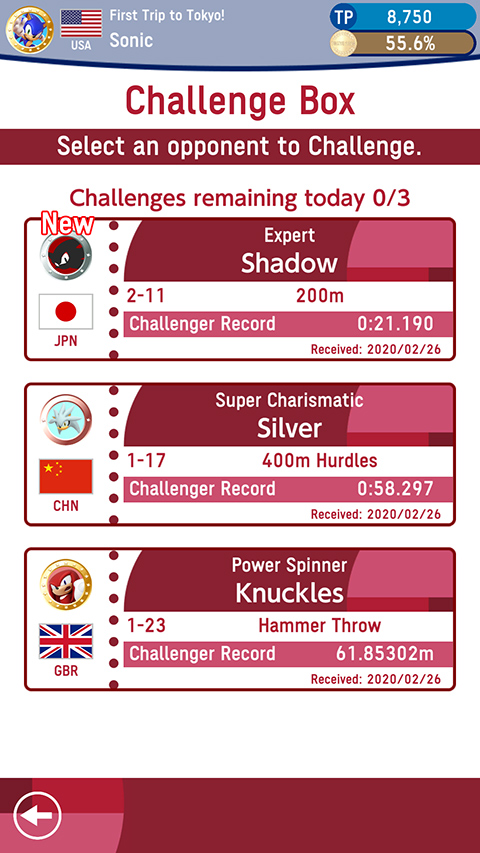 First Trip to Tokyo!
USA
Sonic
TP 8,750
55.6%
Challenge Box
Select an opponent to Challenge.
Challenges remaining today 0/3
New
Expert
Shadow
JPN
2-11 200m
Challenger Record 0:21.190
Received: 2020/02/26
Super Charismatic
Silver
CHN
1-17 400m Hurdles
Challenger Record 0:58.297
Received: 2020/02/26
Power Spinner
Knuckles
GBR
1-23 Hammer Throw
Challenger Record 61.85302m
Received: 2020/02/26